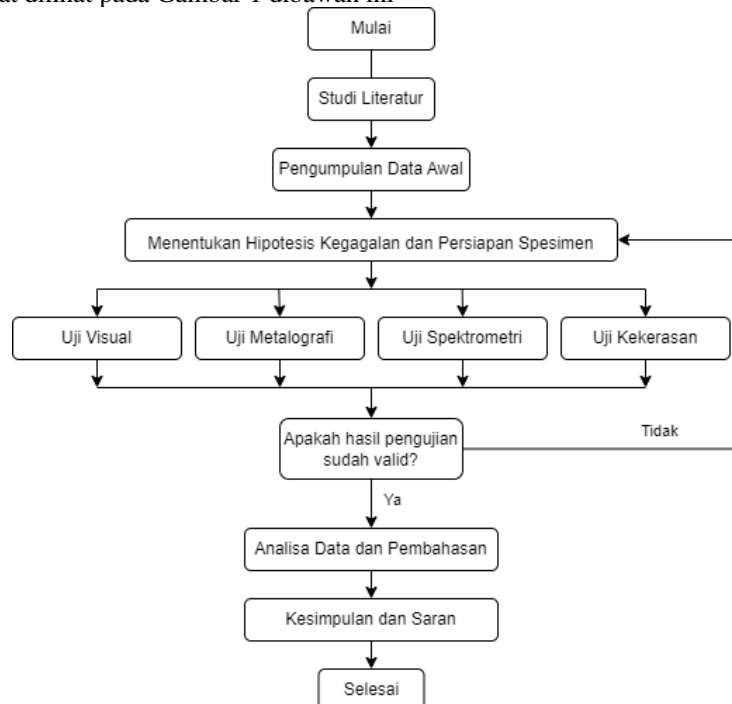 dilihat pada Gambar 1 dibawah ini
Mulai
Studi Literatur
Pengumpulan Data Awal
Menentukan Hipotesis Kegagalan dan Persiapan Spesimen
Uji Visual
Uji Metalografi
Uji Spektrometri
Uji Kekerasan
Apakah hasil pengujian
sudah valid?
Tidak
Ya
Analisa Data dan Pembahasan
Kesimpulan dan Saran
Selesai